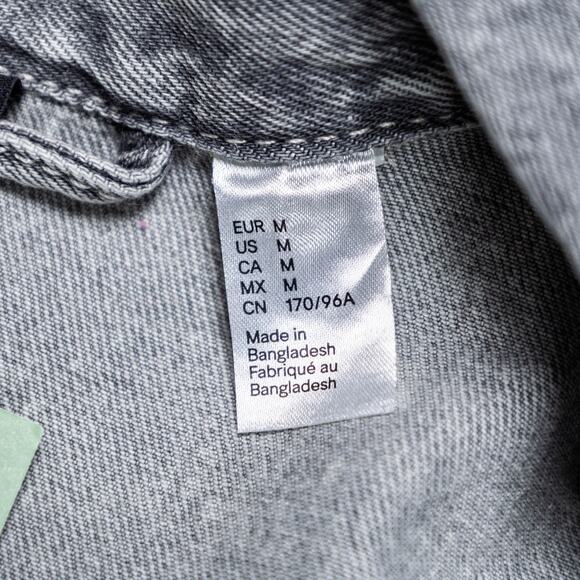 EUR M
US M
CA M
MX M
CN 170/96A
Made in
Bangladesh
Fabriqué au
Bangladesh